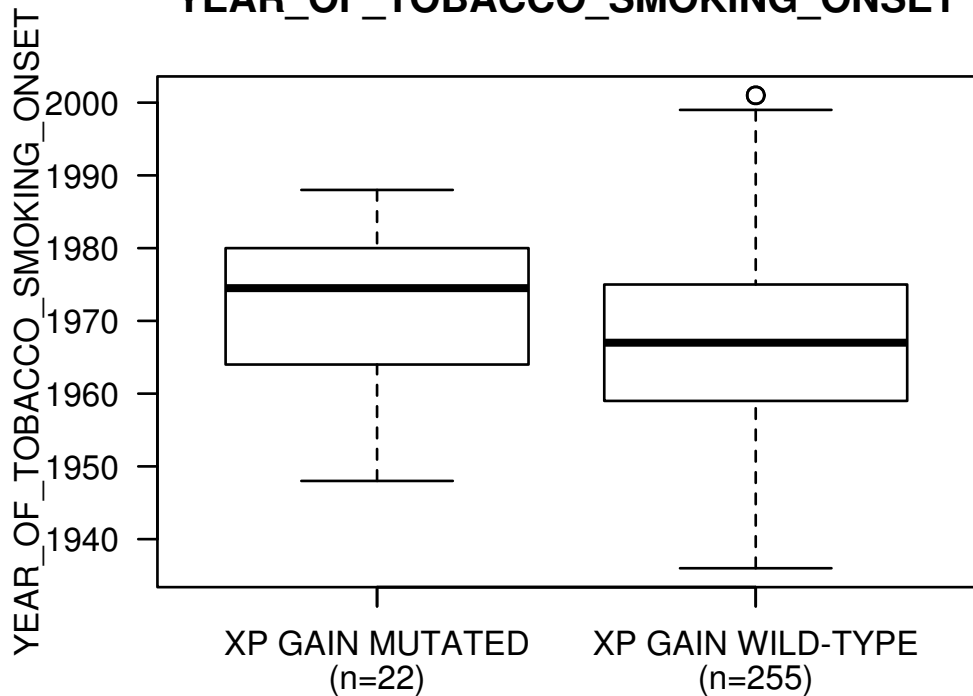 YEAR_OF_TOBACCO_SMOKING_ONSET
YEAR_OF_TOBACCO_SMOKING_ONSET
2000
1990
1980
1970
1960
1950
1940
XP GAIN MUTATED
(n=22)
XP GAIN WILD-TYPE
(n=255)